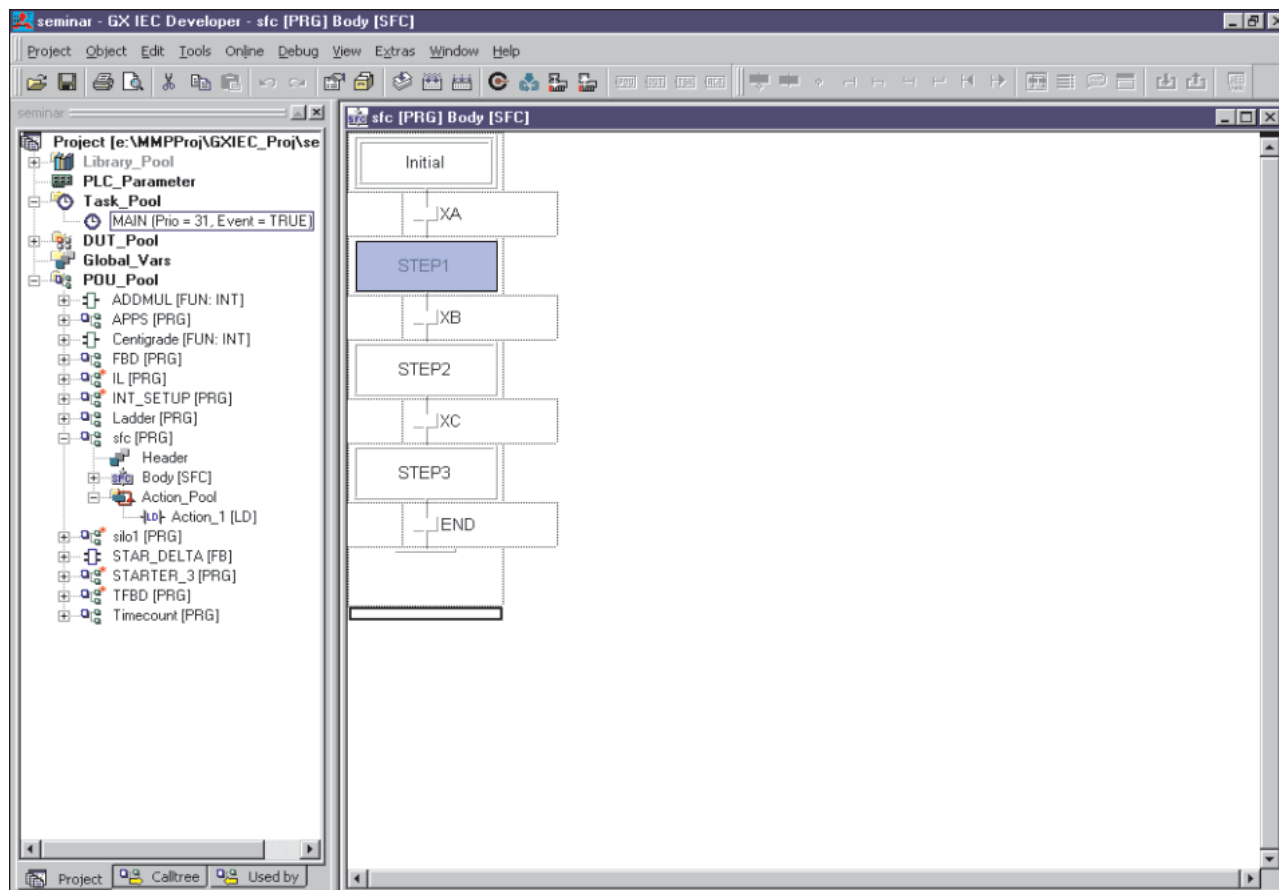 seminar - GX IEC Developer - sfc [PRG] Body [SFC]
Project Object Edit Tools Online Debug View Extras Window Help
seminar
Project [e:\MMPProj\GXIEC_Proj\se
Library_Pool
PLC_Parameter
Task_Pool
MAIN (Prio = 31, Event = TRUE)
DUT_Pool
Global_Vars
POU_Pool
ADDMUL [FUN: INT]
APPS [PRG]
Centigrade [FUN: INT]
FBD [PRG]
IL [PRG]
INT_SETUP [PRG]
Ladder [PRG]
sfc [PRG]
Header
Body [SFC]
Action_Pool
Action_1 [LD]
silo1 [PRG]
STAR_DELTA [FB]
STARTER_3 [PRG]
TFBD [PRG]
Timecount [PRG]
Project Calltree Used by
sfc [PRG] Body [SFC]
Initial
XA
STEP1
XB
STEP2
XC
STEP3
END